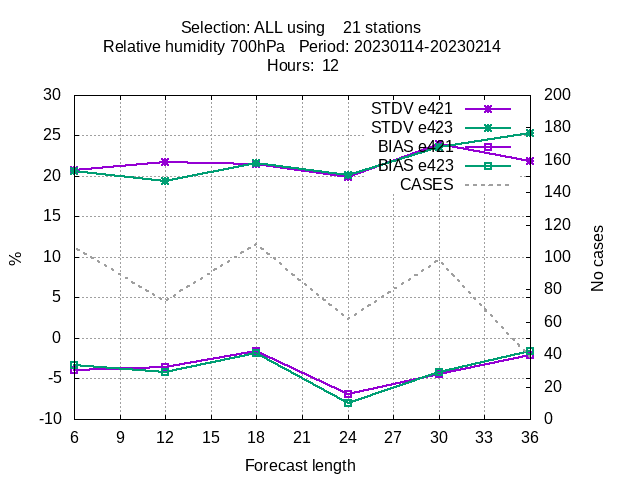 Selection: ALL using    21 stations
Relative humidity 700hPa   Period: 20230114-20230214
Hours:  12
STDV e421
STDV e423
BIAS e421
BIAS e423
CASES
30
25
20
15
10
5
0
-5
-10
%
200
180
160
140
120
100
80
60
40
20
0
No cases
6 9 12 15 18 21 24 27 30 33 36
Forecast length